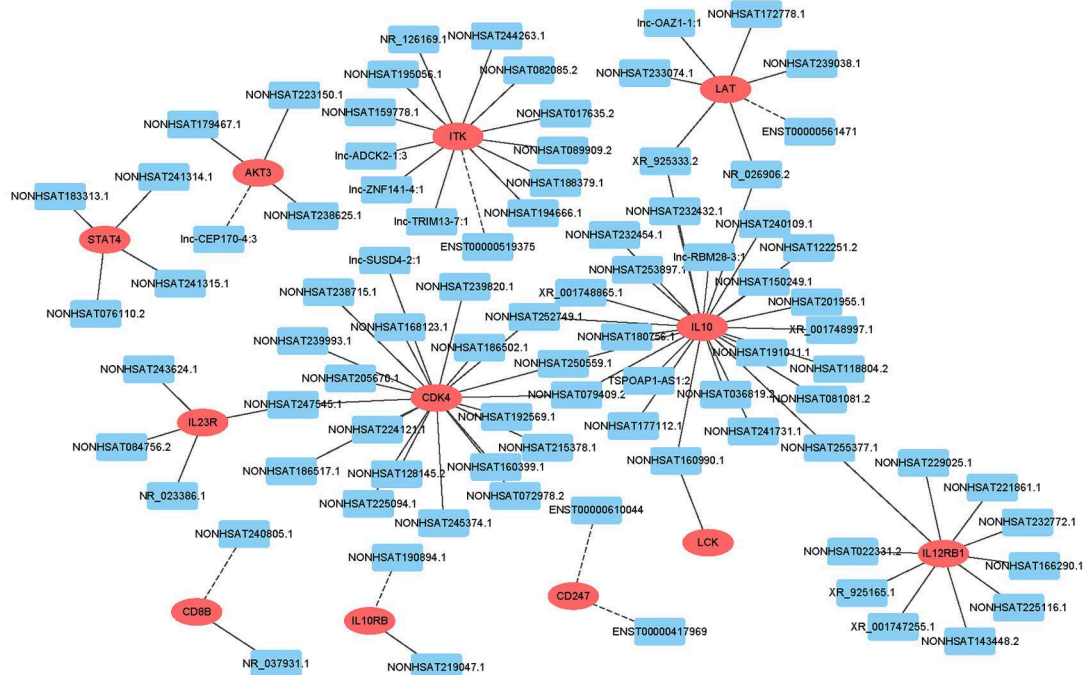 lnc-OAZ1-1:1
NONHSAT172778.1
NR_126169.1
NONHSAT244263.1
NONHSAT195056.1
NONHSAT082085.2
NONHSAT233074.1
NONHSAT239038.1
LAT
NONHSAT223150.1
NONHSAT159778.1
NONHSAT017635.2
NONHSAT179467.1
ITK
ENST00000561471
NONHSAT089909.2
lnc-ADCK2-1:3
XR_925333.2
NONHSAT241314.1
AKT3
NR_026906.2
NONHSAT183313.1
lnc-ZNF141-4:1
NONHSAT188379.1
NONHSAT238625.1
lnc-TRIM13-7:1
NONHSAT194666.1
NONHSAT232432.1
NONHSAT240109.1
STAT4
lnc-CEP170-4:3
NONHSAT232454.1
ENST00000519375
NONHSAT122251.2
lnc-RBM28-3:1
lnc-SUSD4-2:1
NONHSAT253897.1
NONHSAT241315.1
NONHSAT150249.1
NONHSAT239820.1
XR_001748865.1
NONHSAT238715.1
NONHSAT201955.1
NONHSAT076110.2
NONHSAT252749.1
NONHSAT168123.1
IL10
XR_001748997.1
NONHSAT239993.1
NONHSAT180756.1
NONHSAT186502.1
NONHSAT191011.1
NONHSAT243624.1
NONHSAT250559.1
NONHSAT118804.2
NONHSAT205670.1
TSPOAP1-AS1:2
NONHSAT079409.2
NONHSAT036819.2
NONHSAT247545.1
CDK4
NONHSAT081081.2
NONHSAT192569.1
IL23R
NONHSAT177112.1
NONHSAT241731.1
NONHSAT224121.1
NONHSAT215378.1
NONHSAT084756.2
NONHSAT255377.1
NONHSAT160990.1
NONHSAT229025.1
NONHSAT186517.1
NONHSAT128145.2
NONHSAT160399.1
NONHSAT221861.1
NR_023386.1
NONHSAT225094.1
NONHSAT072978.2
ENST00000610044
NONHSAT245374.1
NONHSAT232772.1
NONHSAT240805.1
LCK
NONHSAT022331.2
IL12RB1
NONHSAT190894.1
NONHSAT166290.1
XR_925165.1
CD247
NONHSAT225116.1
CD8B
IL10RB
XR_001747255.1
ENST00000417969
NONHSAT143448.2
NR_037931.1
NONHSAT219047.1